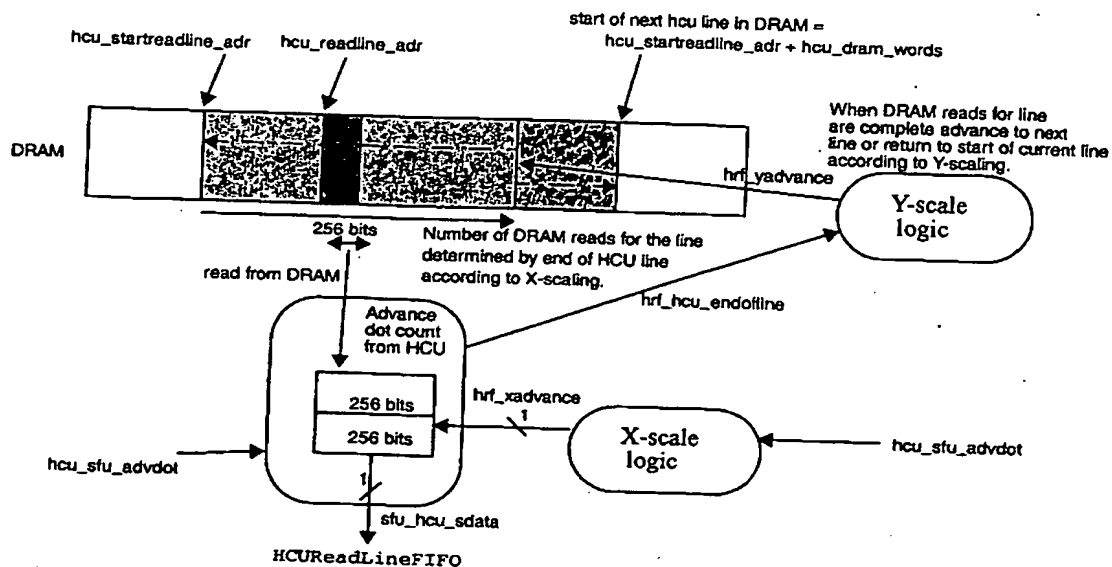 start of next hcu line in DRAM =
hcu_startreadline_adr + hcu_dram_words
hcu_startreadline_adr
hcu_readline_adr
When DRAM reads for line
are complete advance to next
line or return to start of current line
according to Y-scaling.
DRAM
hrf_yadvance
Y-scale
logic
256 bits
Number of DRAM reads for the line
determined by end of HCU line
according to X-scaling.
read from DRAM
hrf_hcu_endofline
Advance
dot count
from HCU
256 bits
256 bits
hrf_xadvance
1
X-scale
logic
hcu_sfu_advdot
hcu_sfu_advdot
1
sfu_hcu_sdata
HCUReadLineFIFO